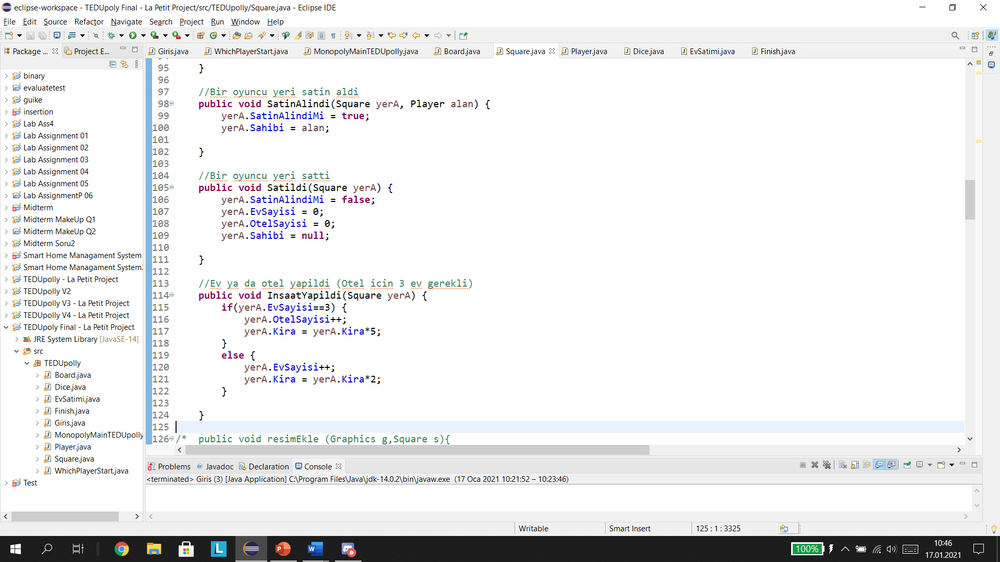 eclipse-workspace - TEDUpoly Final - La Petit Project/src/TEDUpolly/Square.java - Eclipse IDE
File Edit Source Refactor Navigate Search Project Run Window Help
Package ... Project E...
Giris.java WhichPlayerStart.java MonopolyMainTEDUpolly.java Board.java Square.java Player.java Dice.java EvSatimi.java Finish.java
binary
evaluatetest
guike
insertion
Lab Ass4
Lab Assignment 01
Lab Assignment 02
Lab Assignment 03
Lab Assignment 04
Lab Assignment 05
Lab AssignmentP 06
Midterm
Midterm MakeUp Q1
Midterm MakeUp Q2
Midterm Soru2
Smart Home Managament System
Smart Home Managament System
TEDUpolly - La Petit Project
TEDUpolly V2
TEDUpolly V3 - La Petit Project
TEDUpolly V4 - La Petit Project
TEDUpoly Final - La Petit Project
JRE System Library [JavaSE-14]
src
TEDUpolly
Board.java
Dice.java
EvSatimi.java
Finish.java
Giris.java
MonopolyMainTEDUpolly
Player.java
Square.java
WhichPlayerStart.java
Test
95 }
96
97 //Bir oyuncu yeri satin aldi
98 public void SatinAlindi(Square yerA, Player alan) {
99 yerA.SatinAlindiMi = true;
100 yerA.Sahibi = alan;
101
102 }
103
104 //Bir oyuncu yeri satti
105 public void Satildi(Square yerA) {
106 yerA.SatinAlindiMi = false;
107 yerA.EvSayisi = 0;
108 yerA.OtelSayisi = 0;
109 yerA.Sahibi = null;
110
111 }
112
113 //Ev ya da otel yapildi (Otel icin 3 ev gerekli)
114 public void InsaatYapildi(Square yerA) {
115 if(yerA.EvSayisi==3) {
116 yerA.OtelSayisi++;
117 yerA.Kira = yerA.Kira*5;
118 }
119 else {
120 yerA.EvSayisi++;
121 yerA.Kira = yerA.Kira*2;
122 }
123
124 }
125
126 /* public void resimEkle (Graphics g,Square s){
Problems Javadoc Declaration Console
<terminated> Giris (3) [Java Application] C:\Program Files\Java\jdk-14.0.2\bin\javaw.exe (17 Oca 2021 10:21:52 – 10:23:46)
Writable Smart Insert 125 : 1 : 3325
100% 10:46
17.01.2021